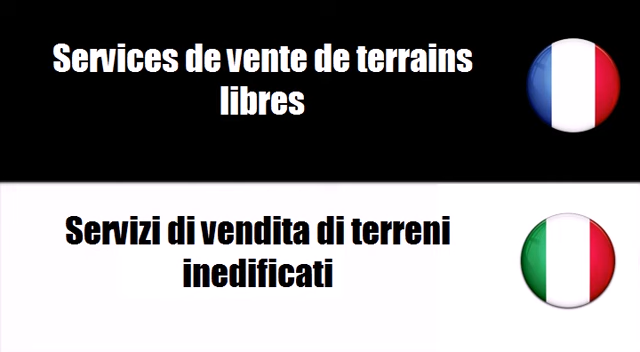 Services de vente de terrains
libres
Servizi di vendita di terreni
inedificati